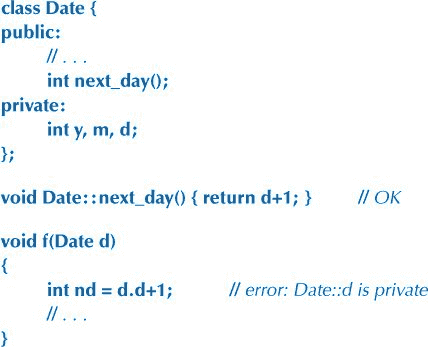 class Date {
public:
// . . .
int next_day();
private:
int y, m, d;
};
void Date::next_day() { return d+1; } // OK
void f(Date d)
{
int nd = d.d+1; // error: Date::d is private
// . . .
}